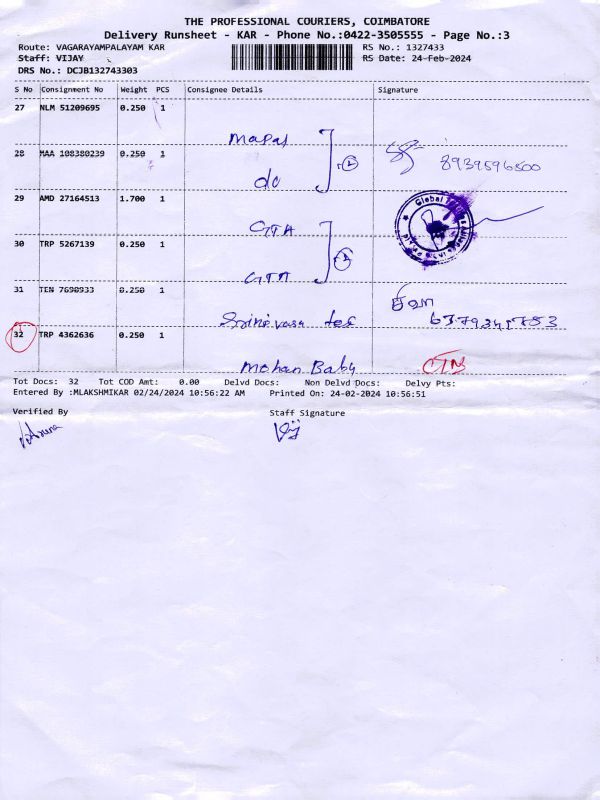 THE PROFESSIONAL COURIERS, COIMBATORE
Delivery Runsheet - KAR - Phone No.:0422-3505555 - Page No.:3
Route: VAGARAYAMPALAYAM KAR RS No.: 1327433
Staff: VIJAY RS Date: 24-Feb-2024
DRS No.: DCJB132743303
S No Consignment No Weight PCS Consignee Details Signature
27 NLM 51209695 0.250 1
Mapal
28 MAA 108380239 0.250 1 8939596500
do
29 AMD 27164513 1.700 1
GTA
30 TRP 5267139 0.250 1
GTA
31 TEN 7690933 0.250 1
Srinivasa tex
32 TRP 4362636 0.250 1
Mohan Babu CTM
Tot Docs: 32 Tot COD Amt: 0.00 Delvd Docs: Non Delvd Docs: Delvy Pts:
Entered By :MLAKSHMIKAR 02/24/2024 10:56:22 AM Printed On: 24-02-2024 10:56:51
Verified By Staff Signature